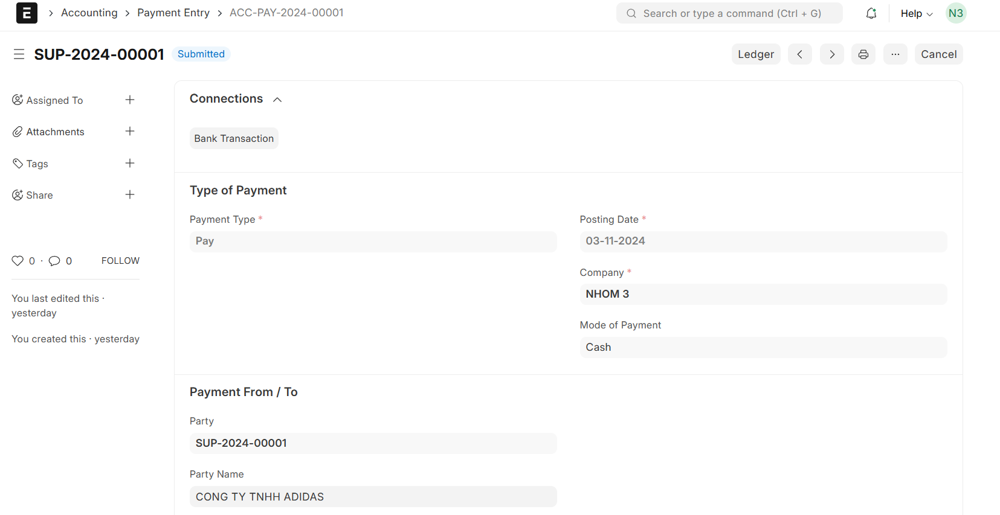 E
Accounting
Payment Entry
ACC-PAY-2024-00001
Search or type a command (Ctrl + G)
Help
N3
SUP-2024-00001
Submitted
Ledger
...
Cancel
Assigned To
Attachments
Tags
Share
0 · 0
FOLLOW
You last edited this ·
yesterday
You created this · yesterday
Connections
Bank Transaction
Type of Payment
Payment Type *
Pay
Posting Date *
03-11-2024
Company *
NHOM 3
Mode of Payment
Cash
Payment From / To
Party
SUP-2024-00001
Party Name
CONG TY TNHH ADIDAS